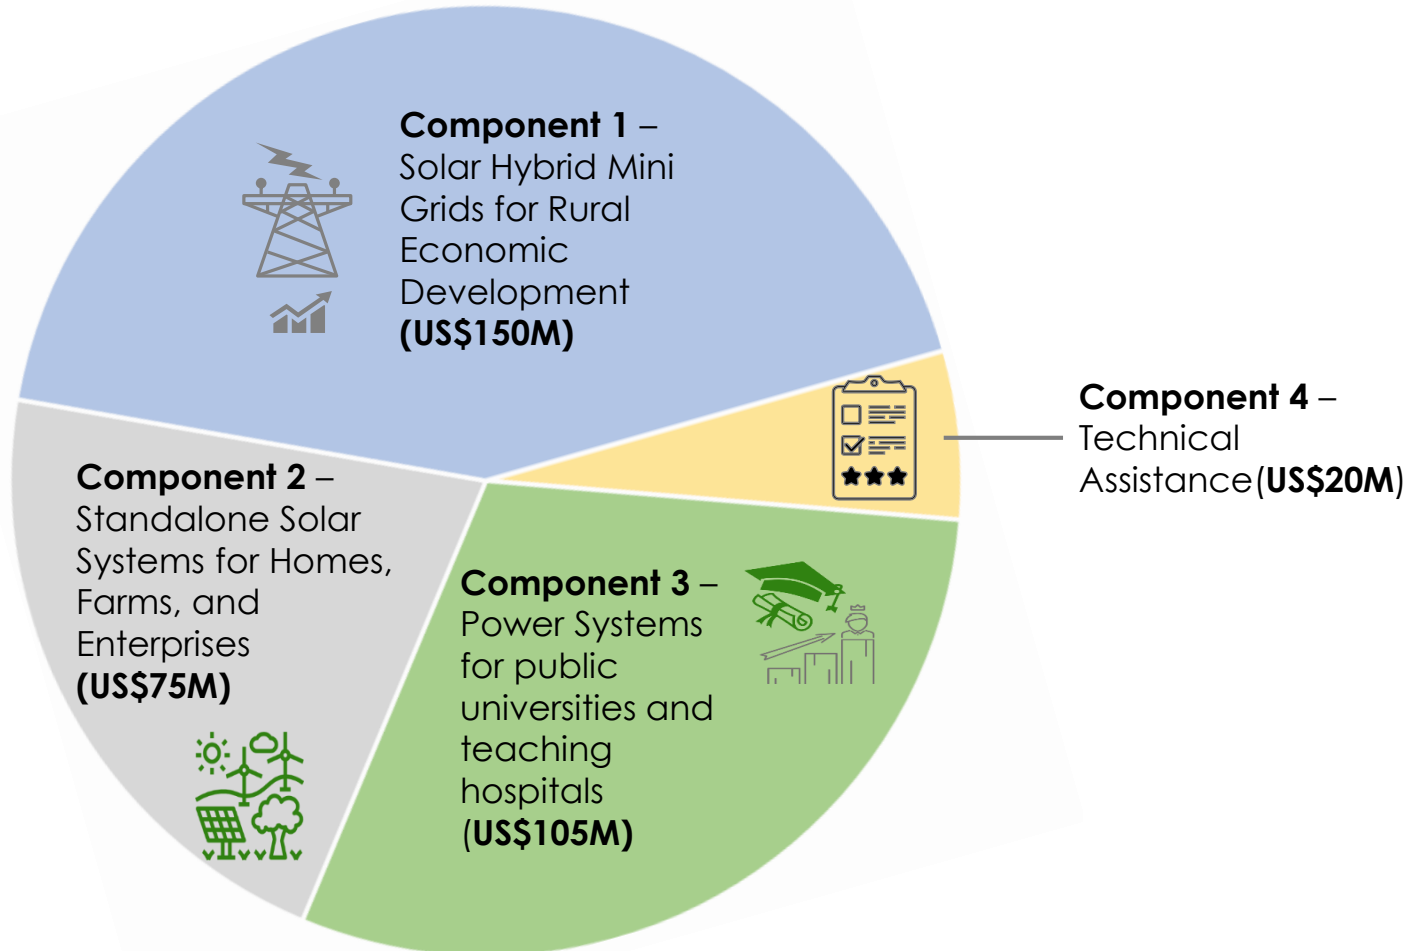 Component 1 –
Solar Hybrid Mini
Grids for Rural
Economic
Development
(US$150M)
Component 2 –
Standalone Solar
Systems for Homes,
Farms, and
Enterprises
(US$75M)
Component 3 –
Power Systems
for public
universities and
teaching
hospitals
(US$105M)
Component 4 –
Technical
Assistance(US$20M)